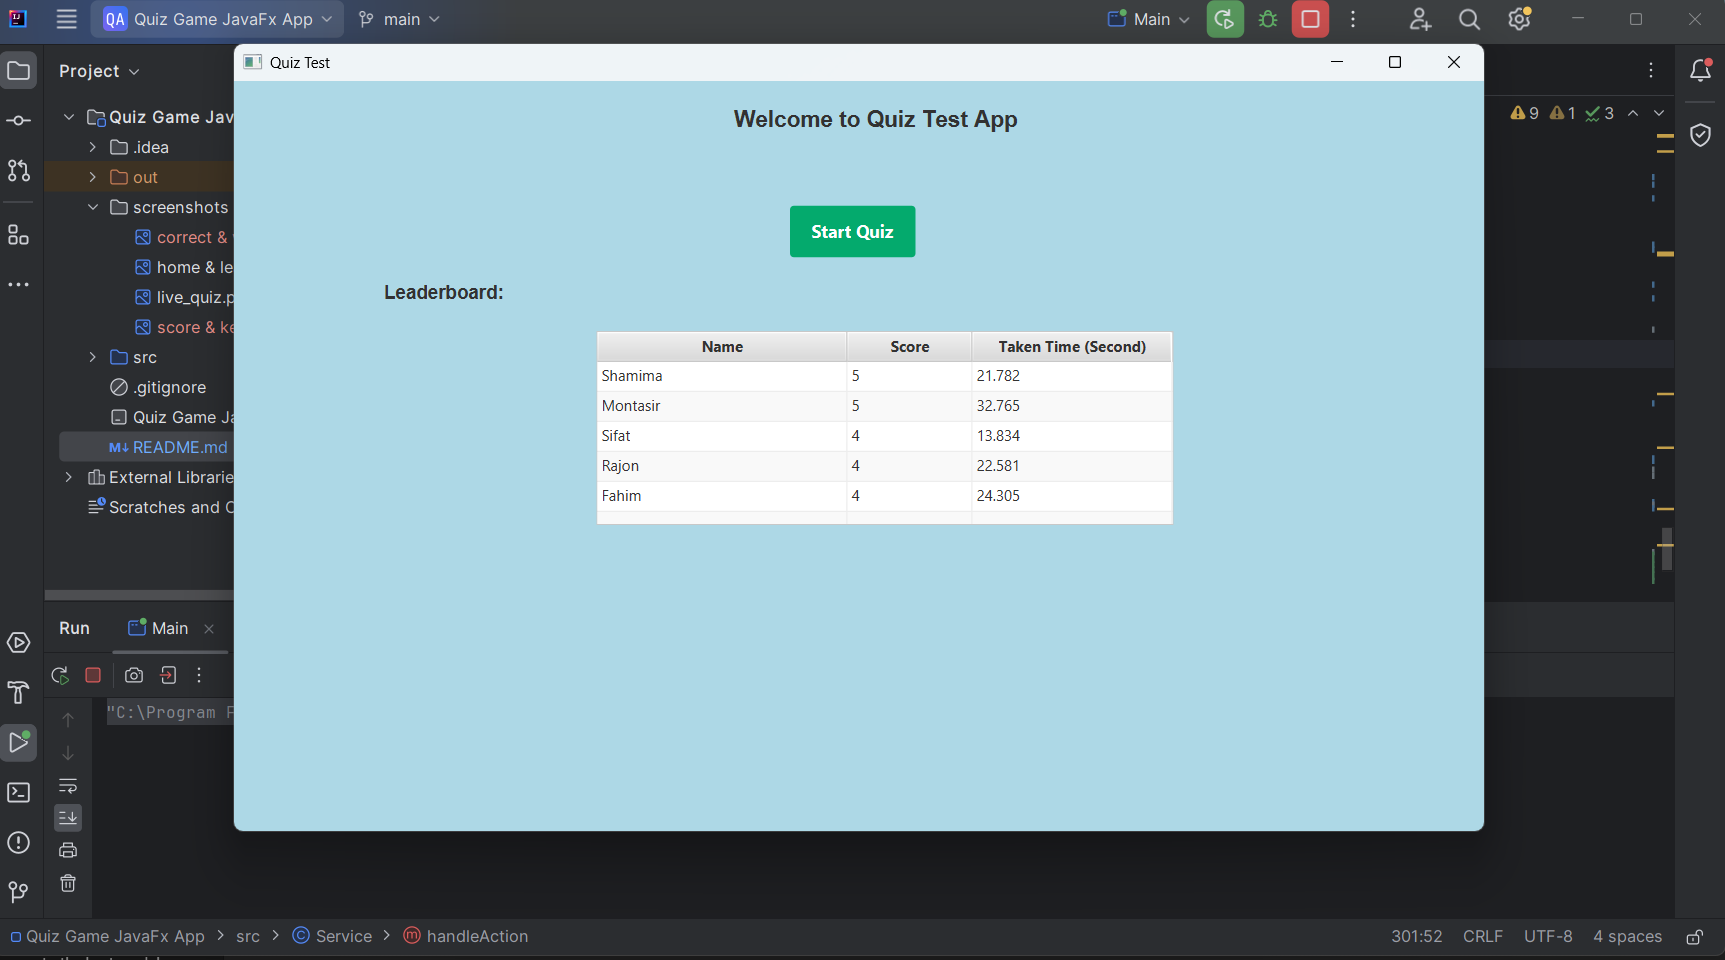 QA Quiz Game JavaFx App main Main
Project
Quiz Game Jav
.idea
out
screenshots
correct &
home & le
live_quiz.p
score & ke
src
.gitignore
Quiz Game Ja
M↓ README.md
External Librarie
Scratches and C
9 1 3
Quiz Test
Welcome to Quiz Test App
Start Quiz
Leaderboard:
Name Score Taken Time (Second)
Shamima 5 21.782
Montasir 5 32.765
Sifat 4 13.834
Rajon 4 22.581
Fahim 4 24.305
Run Main
"C:\Program F
Quiz Game JavaFx App > src > Service > handleAction
301:52 CRLF UTF-8 4 spaces